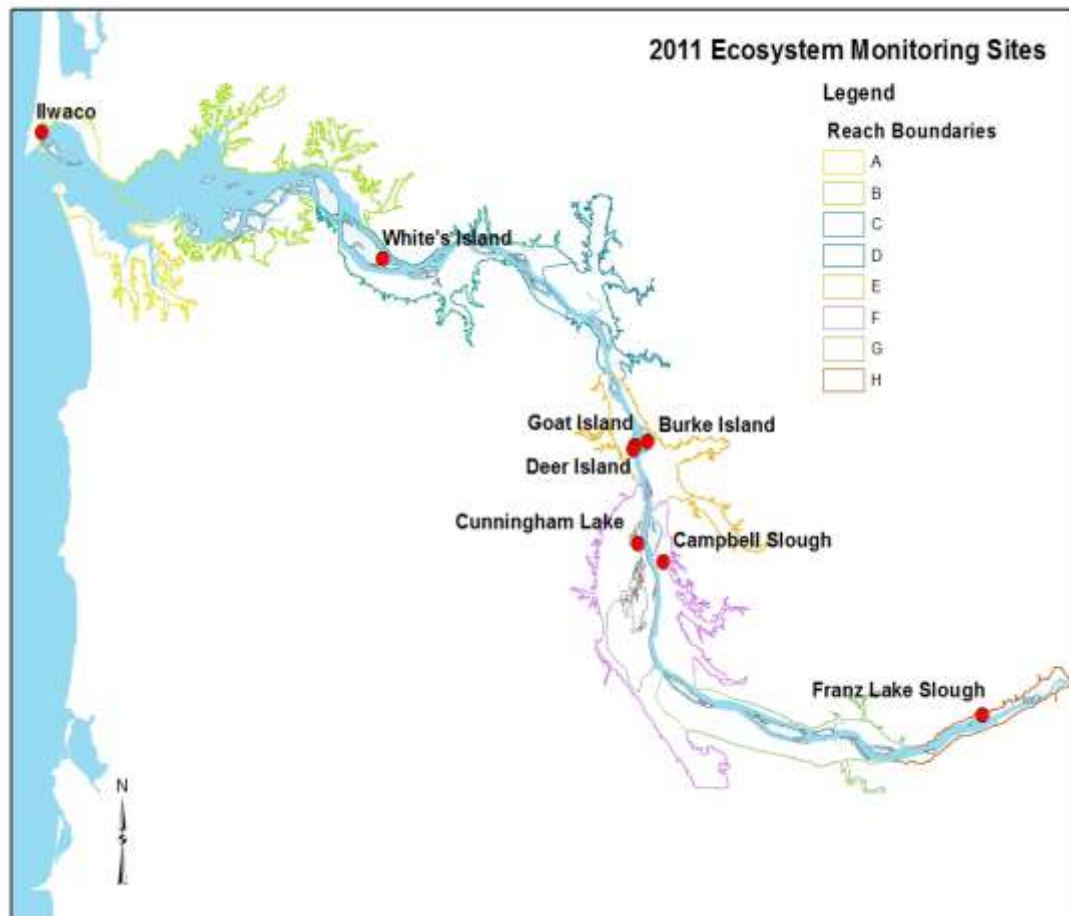 2011 Ecosystem Monitoring Sites
Legend
Reach Boundaries
A
B
C
D
E
F
G
H
Ilwaco
White's Island
Goat Island
Burke Island
Deer Island
Cunningham Lake
Campbell Slough
Franz Lake Slough
N